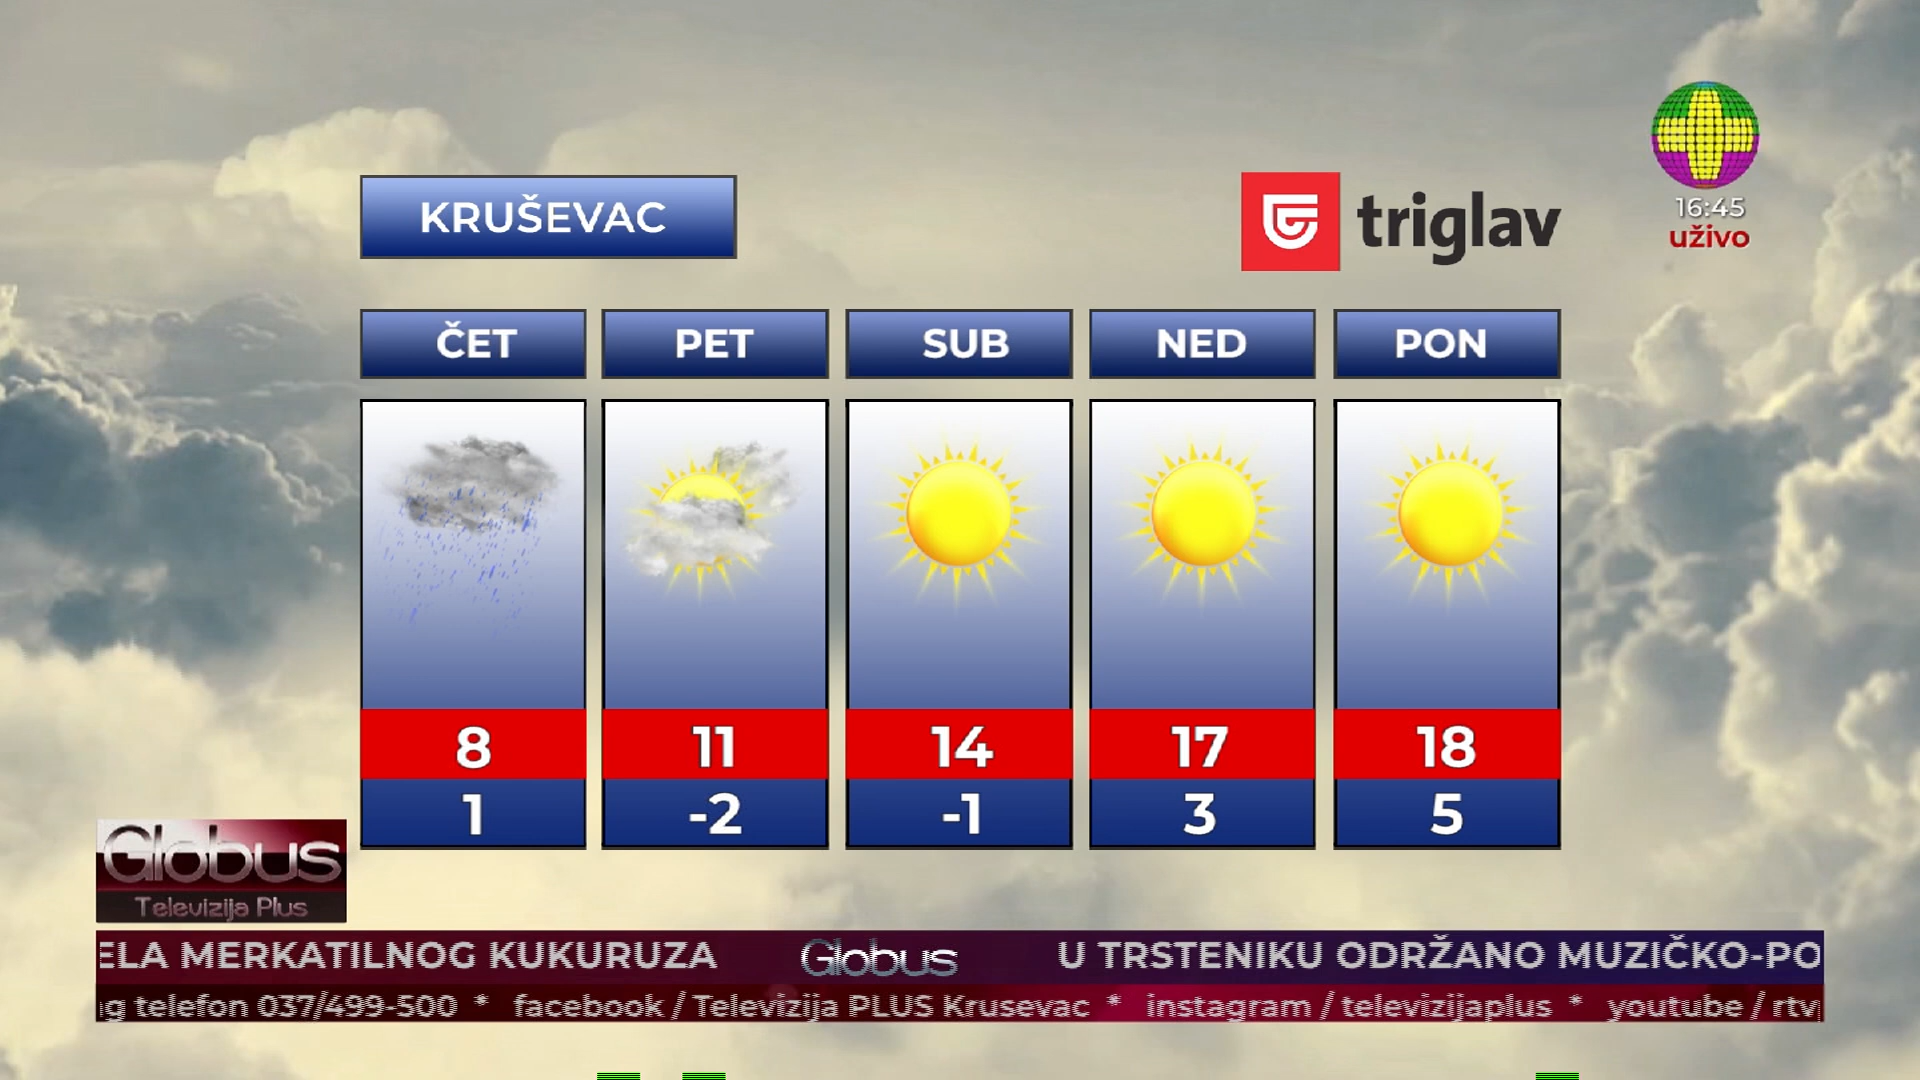 KRUŠEVAC
triglav
16:45
uživo
ČET PET SUB NED PON
8 11 14 17 18
1 -2 -1 3 5
Globus
Televizija Plus
ELA MERKATILNOG KUKURUZA Globus U TRSTENIKU ODRŽANO MUZIČKO-PO
g telefon 037/499-500 * facebook / Televizija PLUS Krusevac * instagram / televizijaplus * youtube / rtv